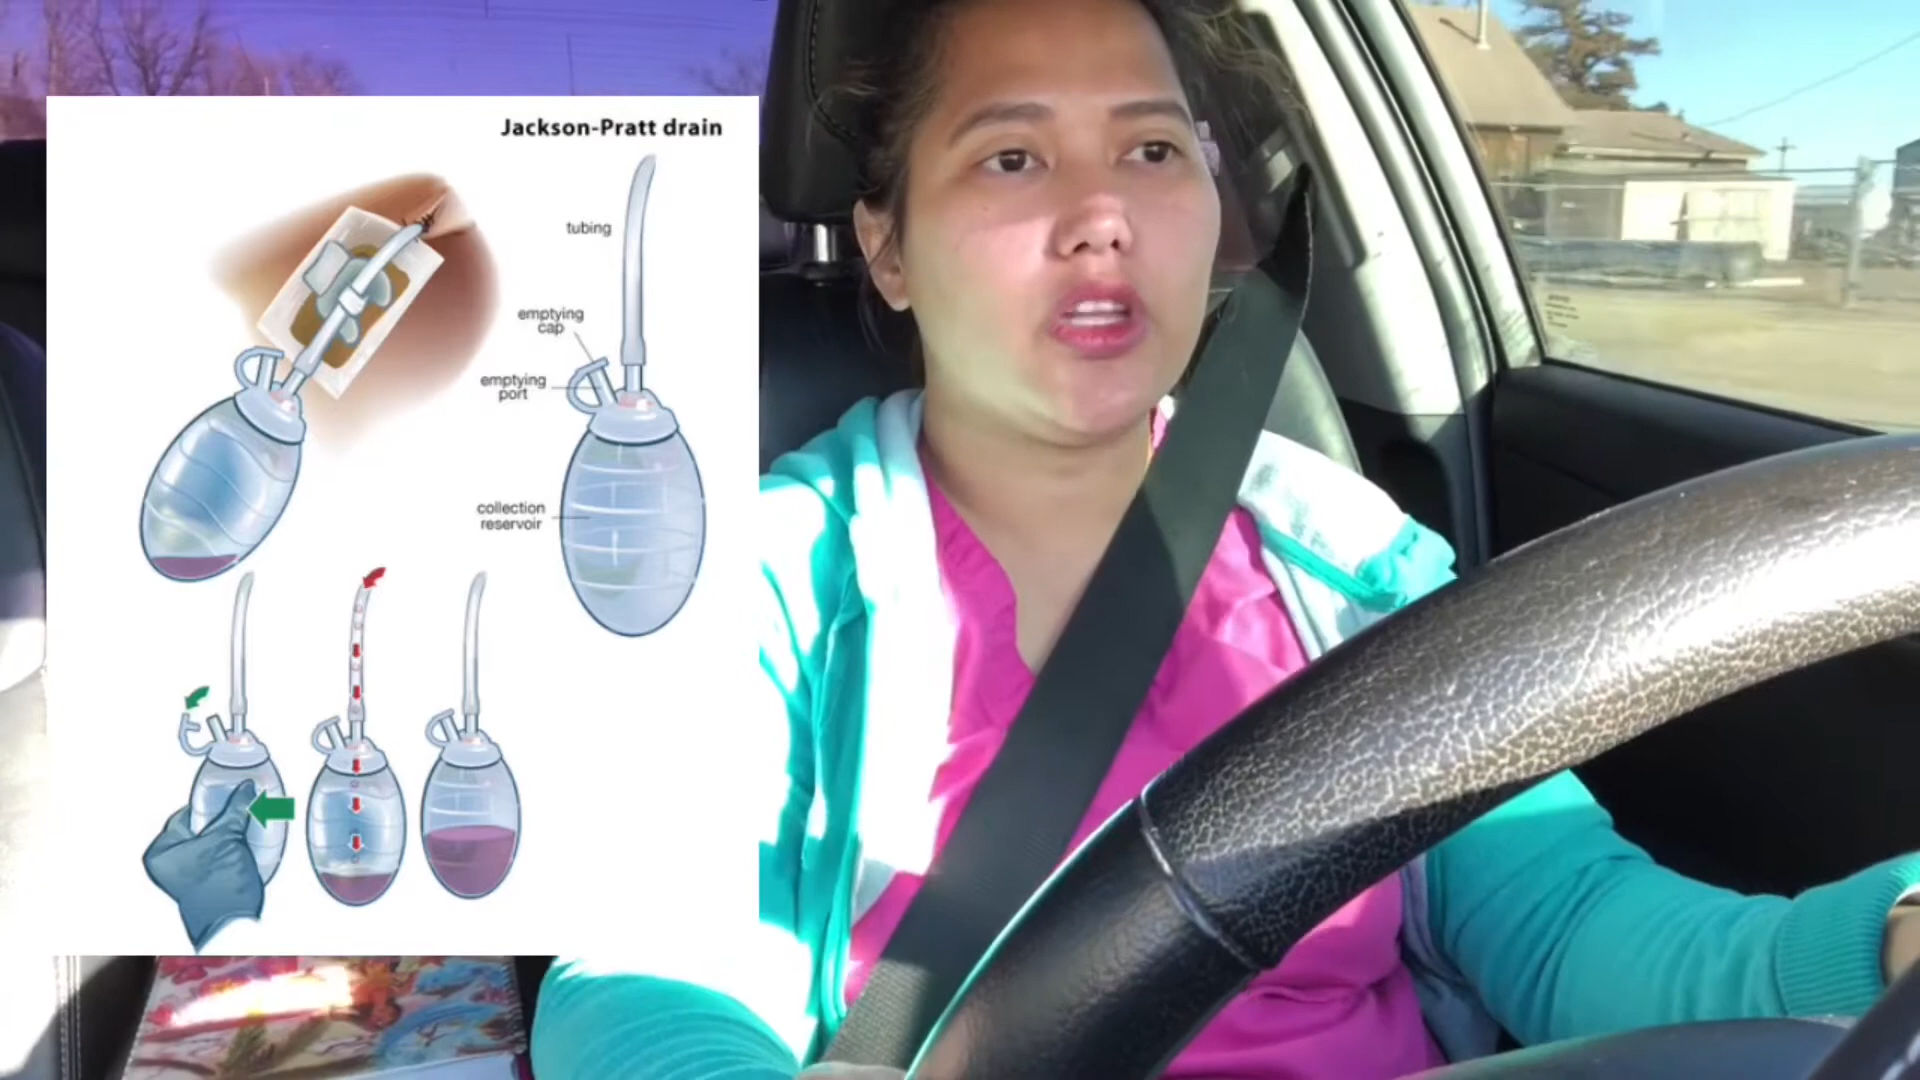 Jackson-Pratt drain
tubing
emptying
cap
emptying
port
collection
reservoir